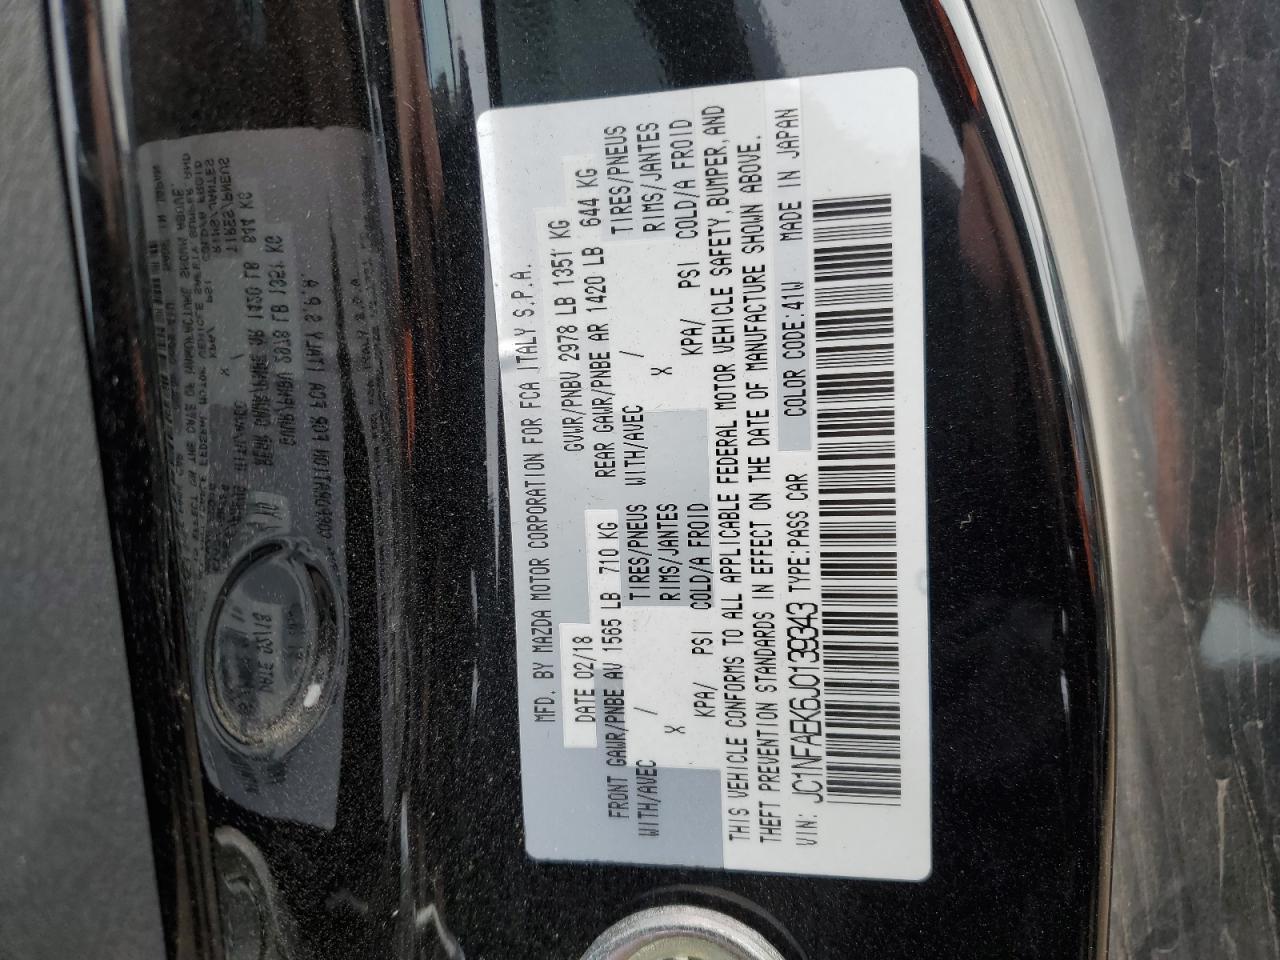 MFD. BY MAZDA MOTOR CORPORATION FOR FCA ITALY S.P.A.
DATE 02/18 GVWR/PNBV 2978 LB 1351 KG
FRONT GAWR/PNBE AV 1565 LB 710 KG REAR GAWR/PNBE AR 1420 LB 644 KG
WITH/AVEC / TIRES/PNEUS WITH/AVEC / TIRES/PNEUS
X RIMS/JANTES X RIMS/JANTES
KPA/ PSI COLD/A FROID KPA/ PSI COLD/A FROID
THIS VEHICLE CONFORMS TO ALL APPLICABLE FEDERAL MOTOR VEHICLE SAFETY, BUMPER, AND
THEFT PREVENTION STANDARDS IN EFFECT ON THE DATE OF MANUFACTURE SHOWN ABOVE.
VIN: JC1NFAEK6J0139343 TYPE:PASS CAR COLOR CODE:41W MADE IN JAPAN